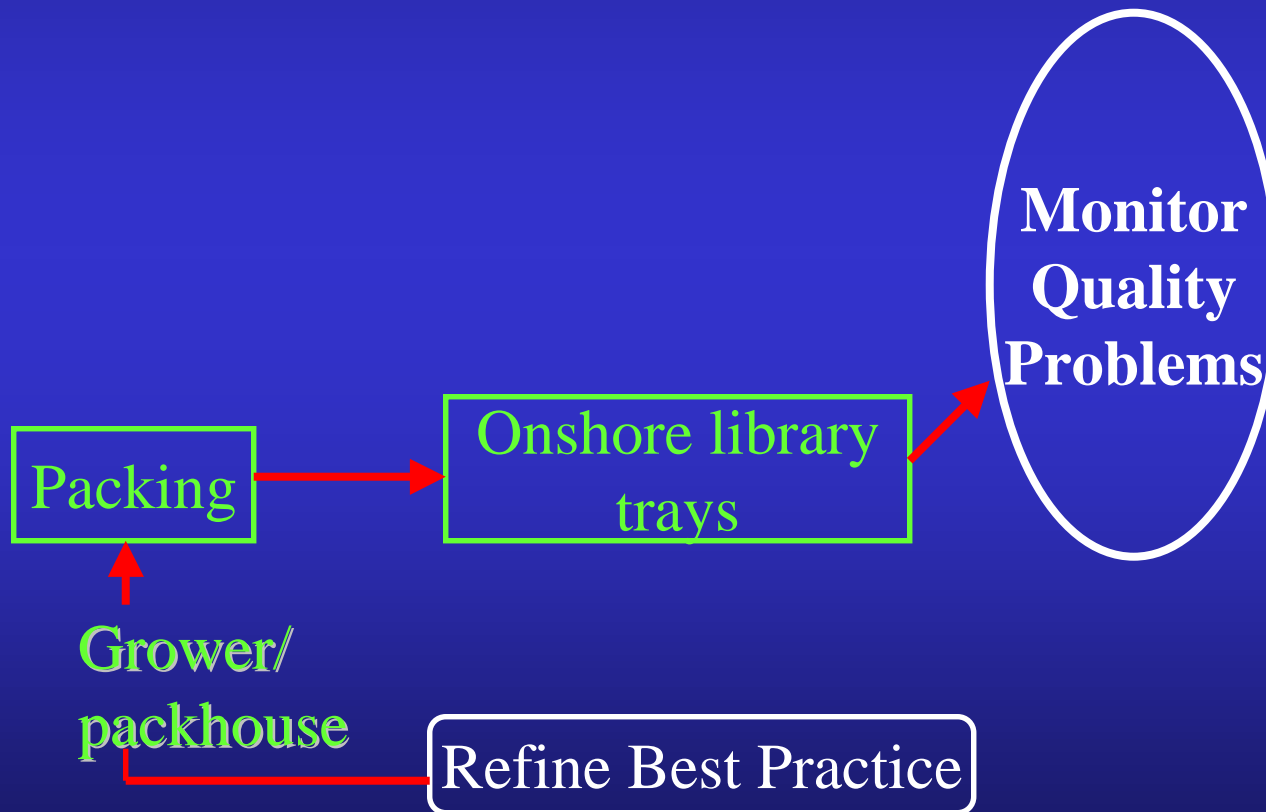 Monitor
Quality
Problems
Onshore library
trays
Packing
Grower/
packhouse
Refine Best Practice